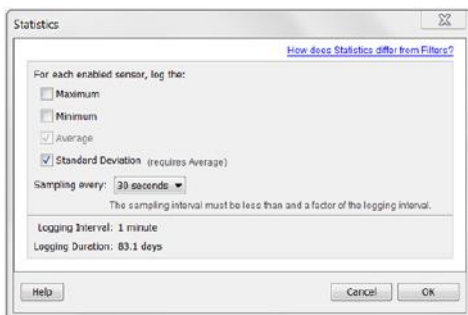 Statistics
How does Statistics differ from Filters?
For each enabled sensor, log the:
Maximum
Minimum
Average
Standard Deviation (requires Average)
Sampling every: 30 seconds
The sampling interval must be less than and a factor of the logging interval.
Logging Interval: 1 minute
Logging Duration: 83.1 days
Help Cancel OK